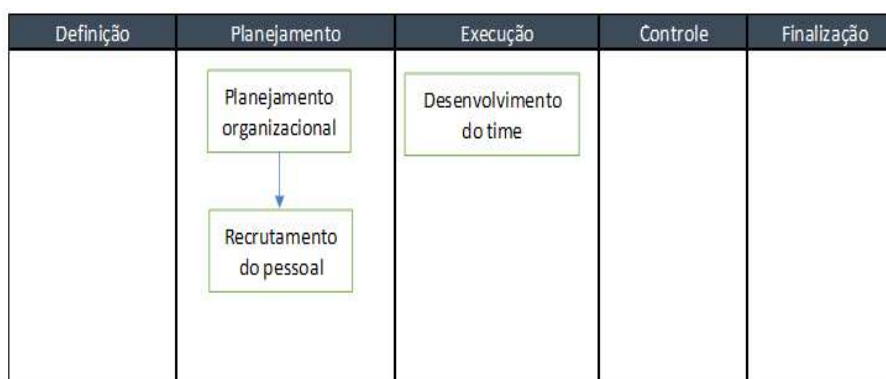 Definição Planejamento Execução Controle Finalização
Planejamento
organizacional
Desenvolvimento
do time
Recrutamento
do pessoal